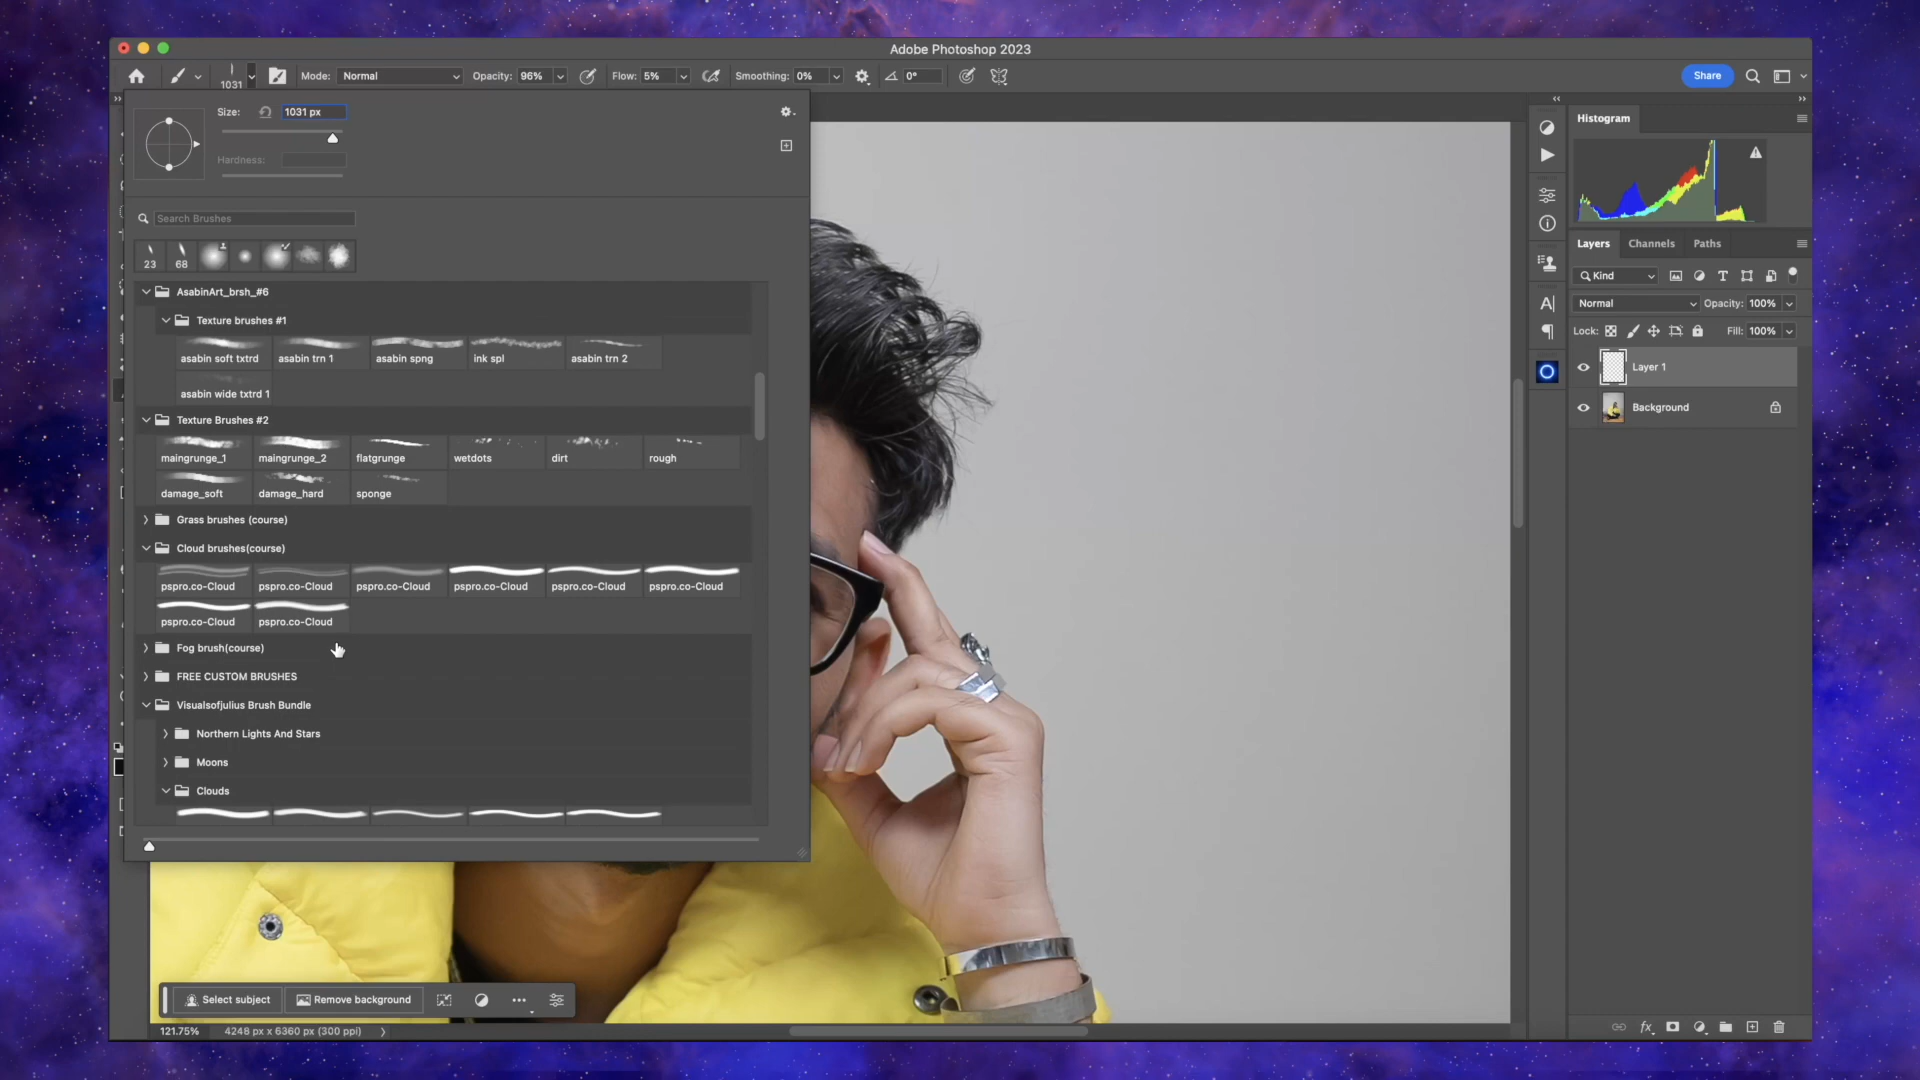 Adobe Photoshop 2023
1031 Mode: Normal Opacity: 96% Flow: 5% Smoothing: 0% 0° Share
Size: 1031 px
Hardness:
Search Brushes
23 68
AsabinArt_brsh_#6
Texture brushes #1
asabin soft txtrd asabin trn 1 asabin spng ink spl asabin trn 2
asabin wide txtrd 1
Texture Brushes #2
maingrunge_1 maingrunge_2 flatgrunge wetdots dirt rough
damage_soft damage_hard sponge
Grass brushes (course)
Cloud brushes(course)
pspro.co-Cloud pspro.co-Cloud pspro.co-Cloud pspro.co-Cloud pspro.co-Cloud pspro.co-Cloud
pspro.co-Cloud pspro.co-Cloud
Fog brush(course)
FREE CUSTOM BRUSHES
Visualsofjulius Brush Bundle
Northern Lights And Stars
Moons
Clouds
Select subject Remove background
121.75% 4248 px x 6360 px (300 ppi)
Histogram
Layers Channels Paths
Kind
Normal Opacity: 100%
Lock: Fill: 100%
Layer 1
Background
fx